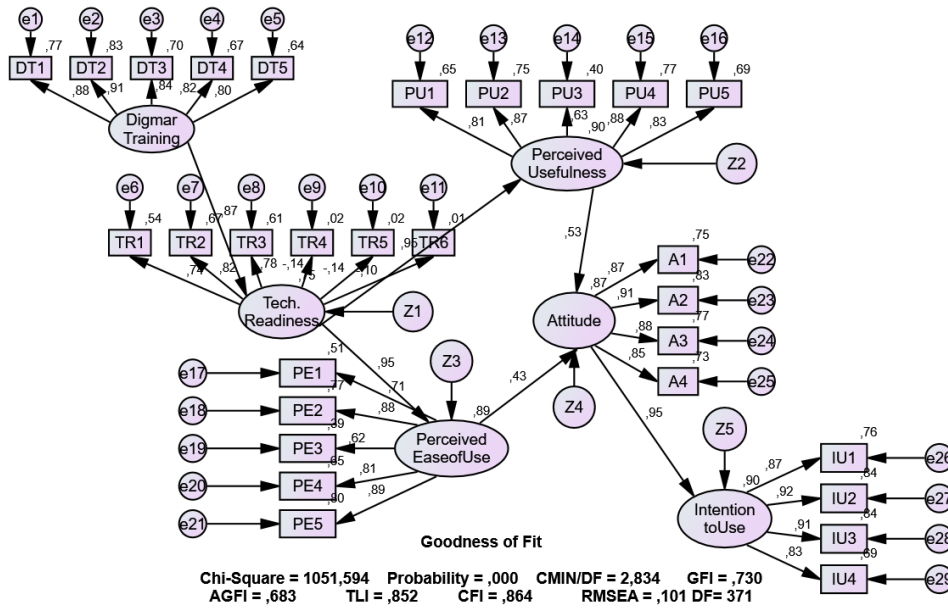 e1 e2 e3 e4 e5
,77 ,83 ,70 ,67 ,64
DT1 DT2 DT3 DT4 DT5
,88 ,91 ,84 ,82 ,80
Digmar
Training
e12 e13 e14 e15 e16
,65 ,75 ,40 ,77 ,69
PU1 PU2 PU3 PU4 PU5
,81 ,87 ,63 ,90 ,88 ,83
Perceived
Usefulness
Z2
e6 e7 e8 e9 e10 e11
,54 ,67 ,87 ,61 ,02 ,02 ,01
TR1 TR2 TR3 TR4 TR5 TR6
,95
,74 ,82 ,78 -,14 ,75 -,14 -,10
Tech.
Readiness
Z1
,53
,75
A1 e22
,87
,83
A2 e23
,87 ,91
,77
A3 e24
,88
,73
A4 e25
,85
Attitude
Z4
,95
,51
e17 PE1
,71
,77
e18 PE2
,88
,39
e19 PE3
,62
,65
e20 PE4
,81
,80
e21 PE5
,89
Z3
,95
,89
,43
Perceived
EaseofUse
Z5
,76
IU1 e26
,87
,84
IU2 e27
,90 ,92
,84
IU3 e28
,91
,69
IU4 e29
,83
Intention
toUse
Goodness of Fit
Chi-Square = 1051,594 Probability = ,000 CMIN/DF = 2,834 GFI = ,730
AGFI = ,683 TLI = ,852 CFI = ,864 RMSEA = ,101 DF= 371